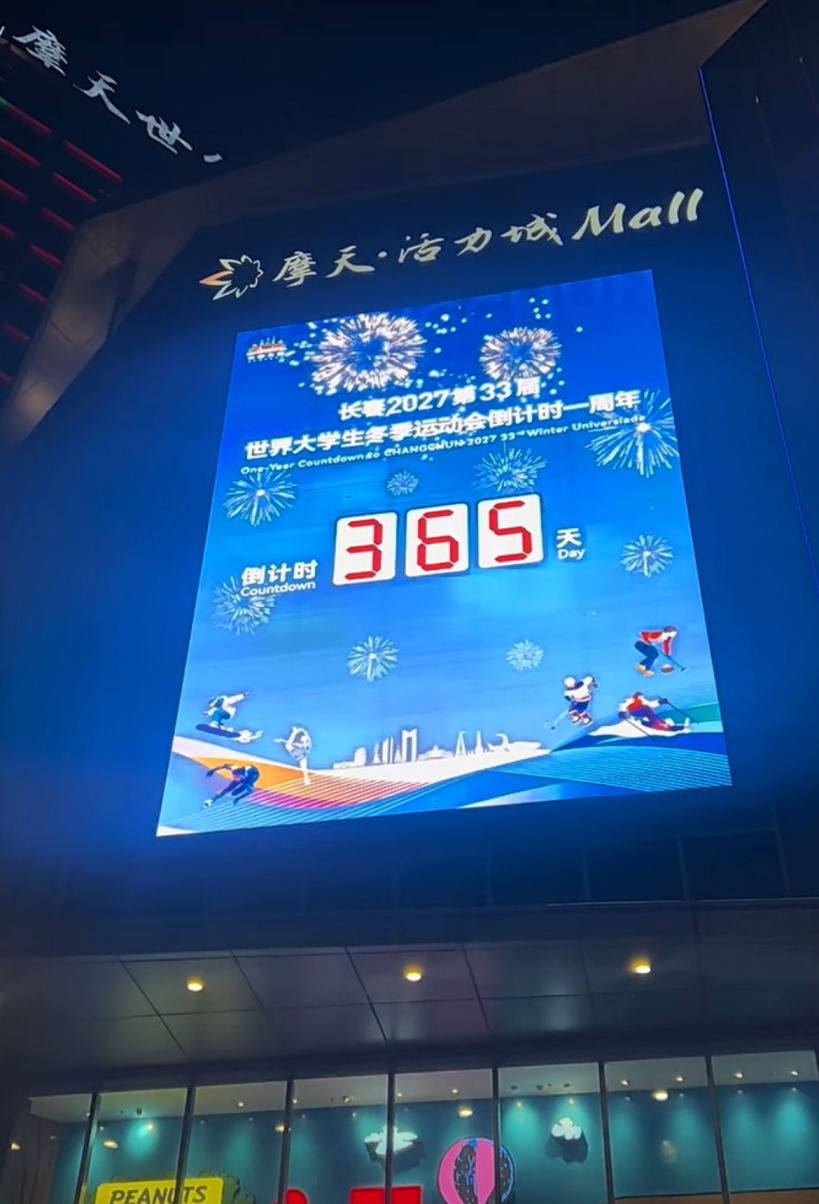 摩天世
摩天·活力城Mall
长春2027第33届
世界大学生冬季运动会倒计时一周年
One-Year Countdown to CHANGCHUN 2027 33rd Winter Universiade
倒计时 365 天
Countdown Day
PEANUTS